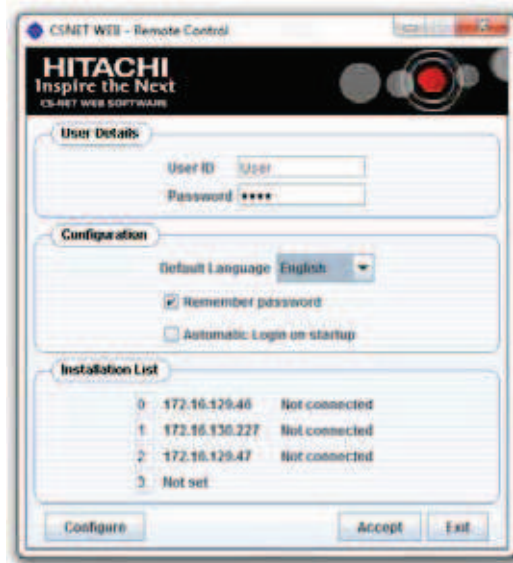 CSNET WEB - Remote Control
HITACHI
Inspire the Next
CS-NET WEB SOFTWARE
User Details
User ID User
Password ••••
Configuration
Default Language English
Remember password
Automatic Login on startup
Installation List
0 172.16.129.46 Not connected
1 172.16.130.227 Not connected
2 172.16.129.47 Not connected
3 Not set
Configure Accept Exit